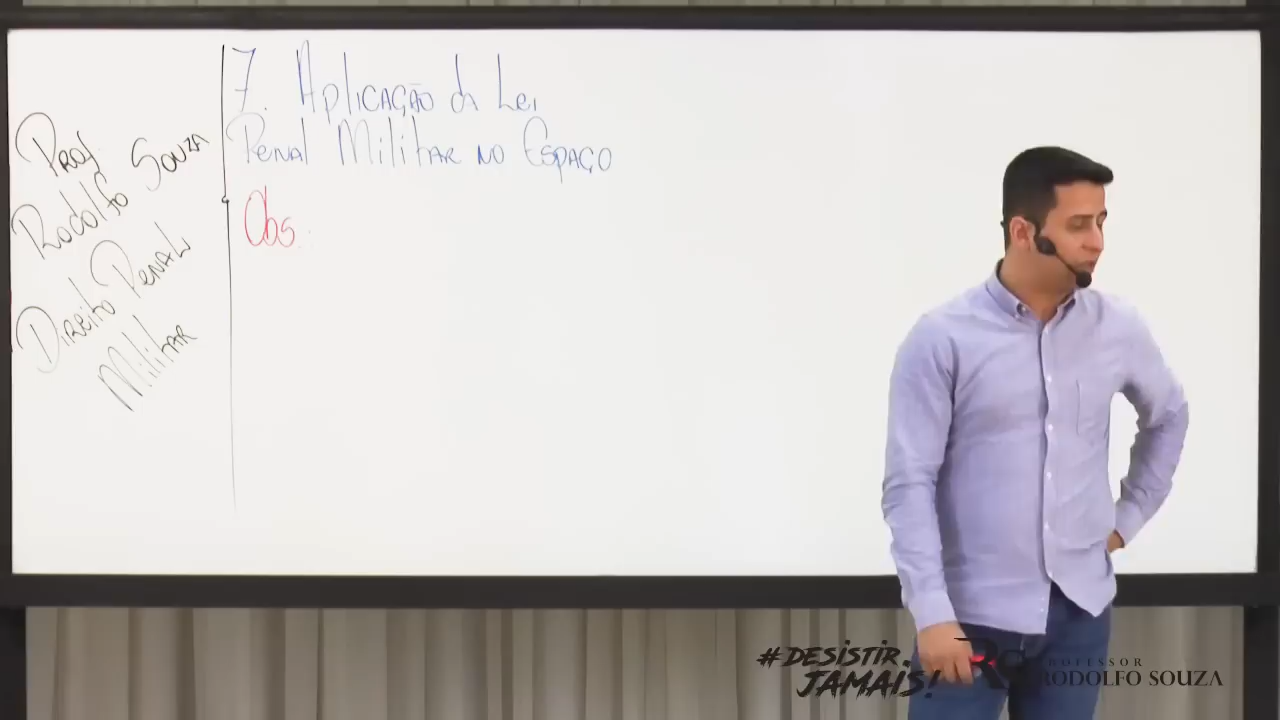 Prof. Rodolfo Souza
Direito Penal
Militar
7. Aplicação da Lei
Penal Militar no Espaço
Obs.:
#DESISTIR
JAMAIS!
RODOLFO SOUZA